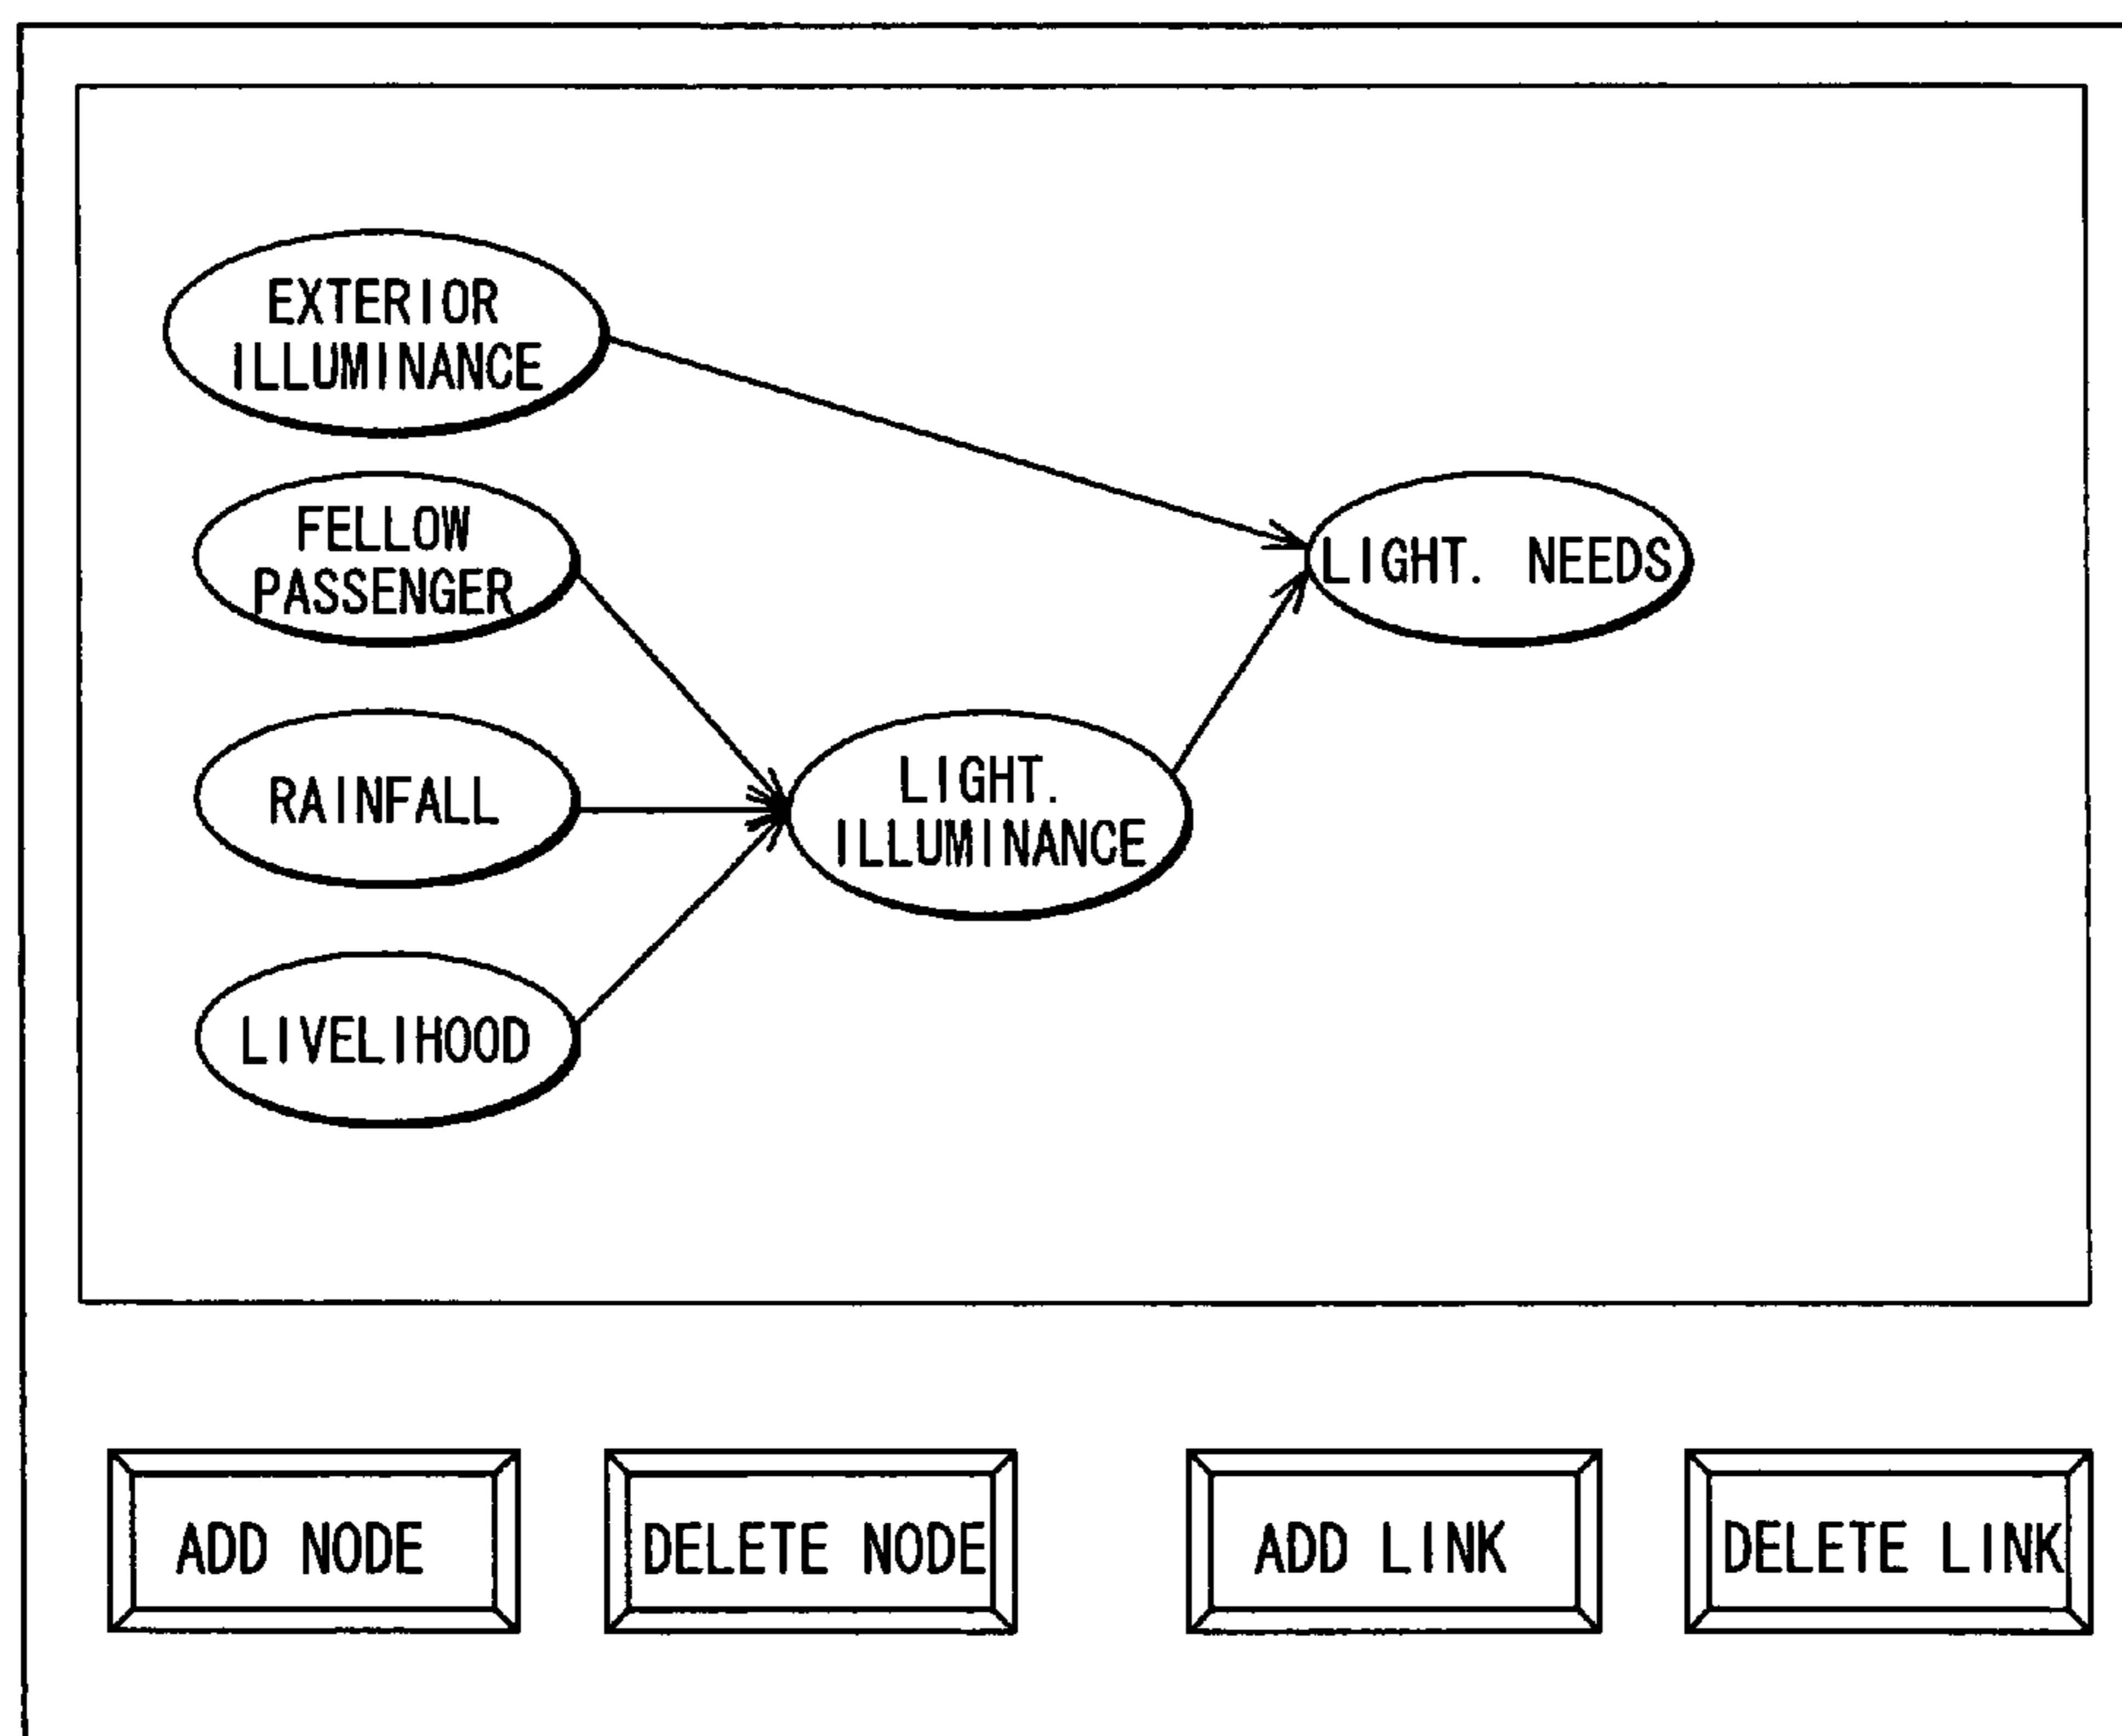 EXTERIOR
ILLUMINANCE
FELLOW
PASSENGER
LIGHT. NEEDS
RAINFALL
LIGHT.
ILLUMINANCE
LIVELIHOOD
ADD NODE
DELETE NODE
ADD LINK
DELETE LINK